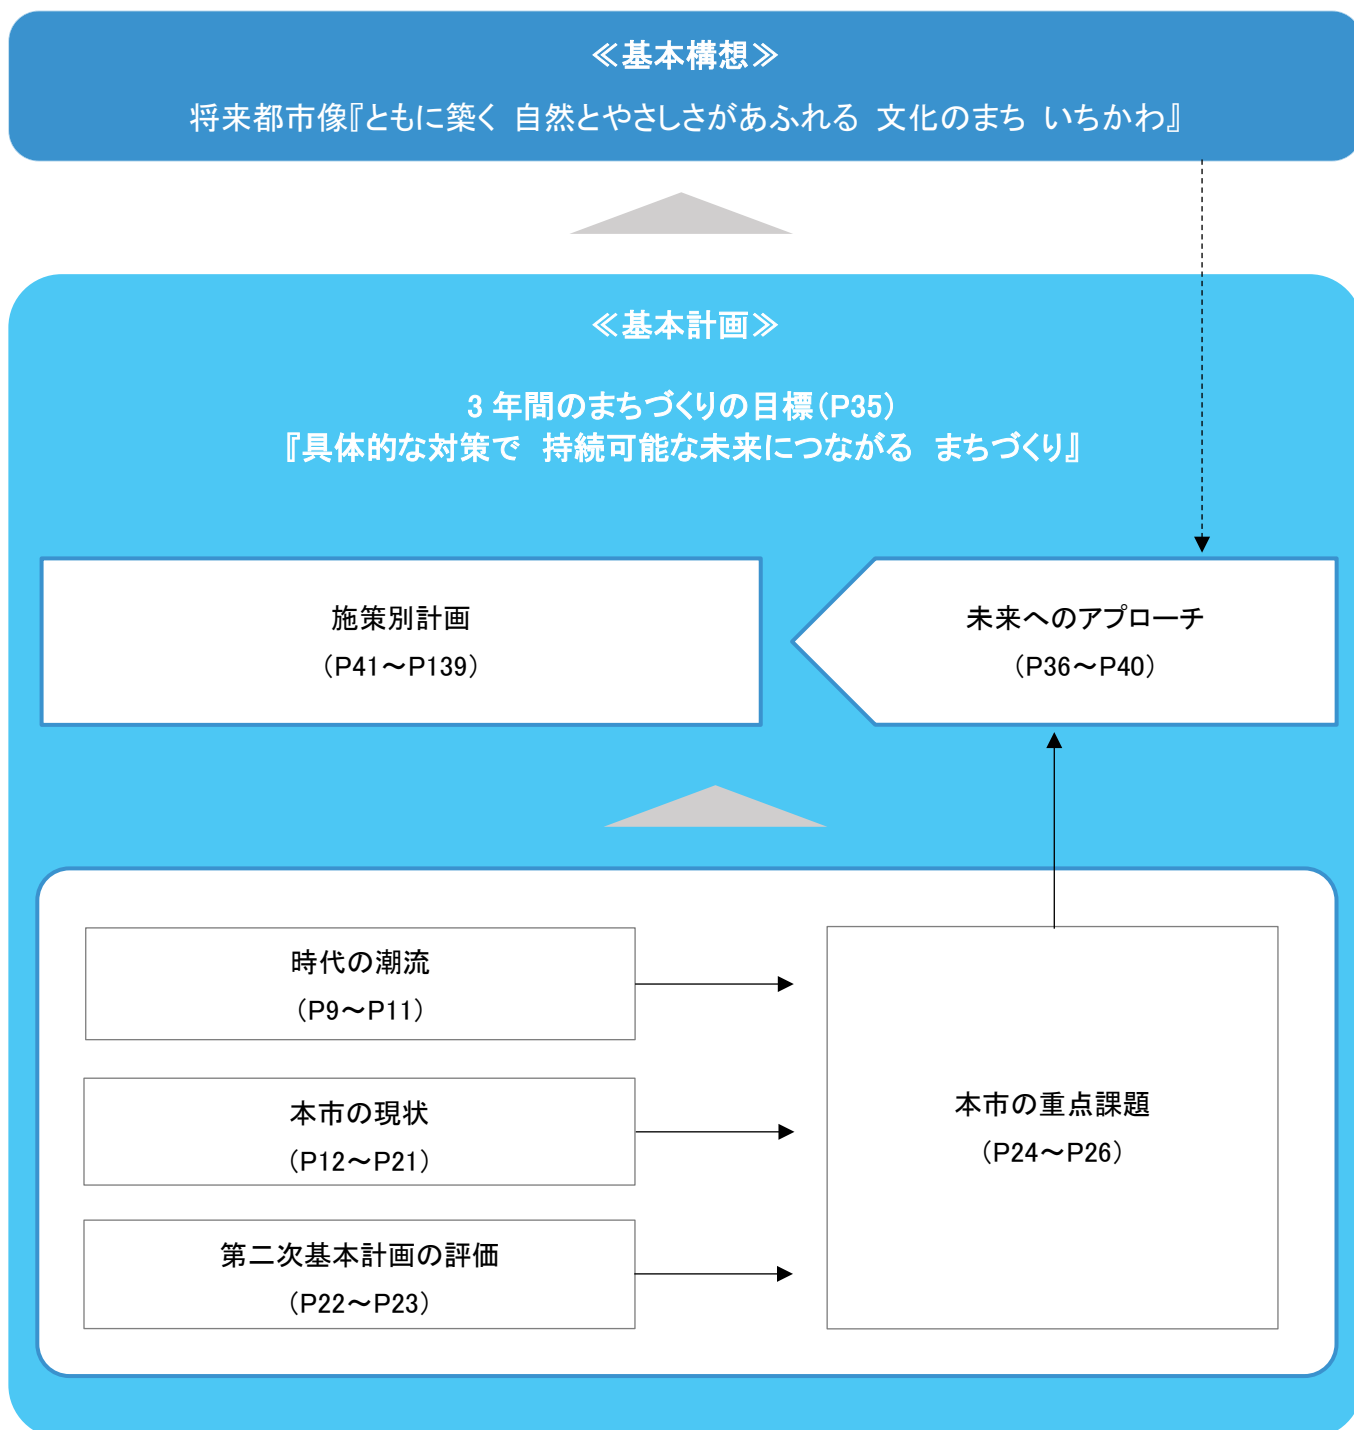 ≪基本構想≫
将来都市像『ともに築く 自然とやさしさがあふれる 文化のまち いちかわ』
≪基本計画≫
3 年間のまちづくりの目標（P35）
『具体的な対策で 持続可能な未来につながる まちづくり』
施策別計画
（P41～P139）
未来へのアプローチ
（P36～P40）
時代の潮流
（P9～P11）
本市の現状
（P12～P21）
第二次基本計画の評価
（P22～P23）
本市の重点課題
（P24～P26）